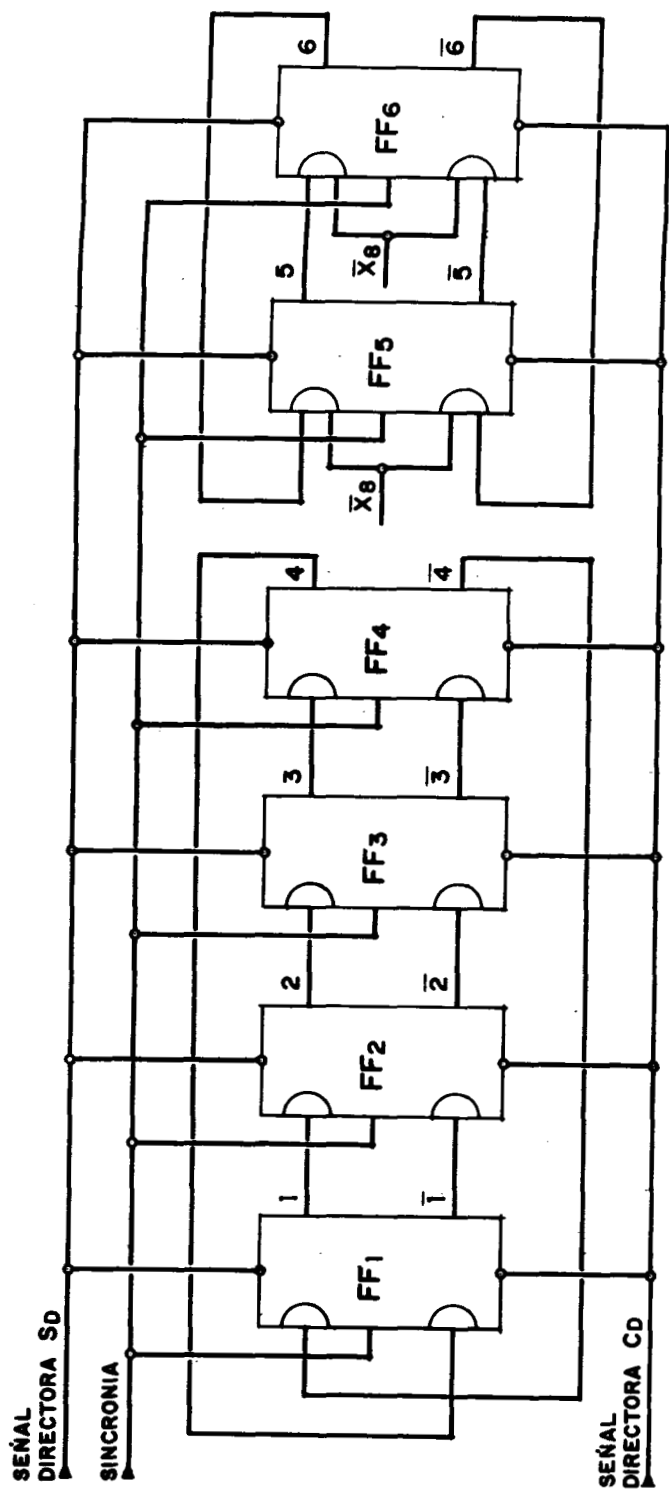 SEÑAL
DIRECTORA SD
SINCRONIA
1 2 3 4 5 6
FF1 FF2 FF3 FF4 FF5 FF6
X̅8 X̅8
1̅ 2̅ 3̅ 4̅ 5̅ 6̅
SEÑAL
DIRECTORA CD